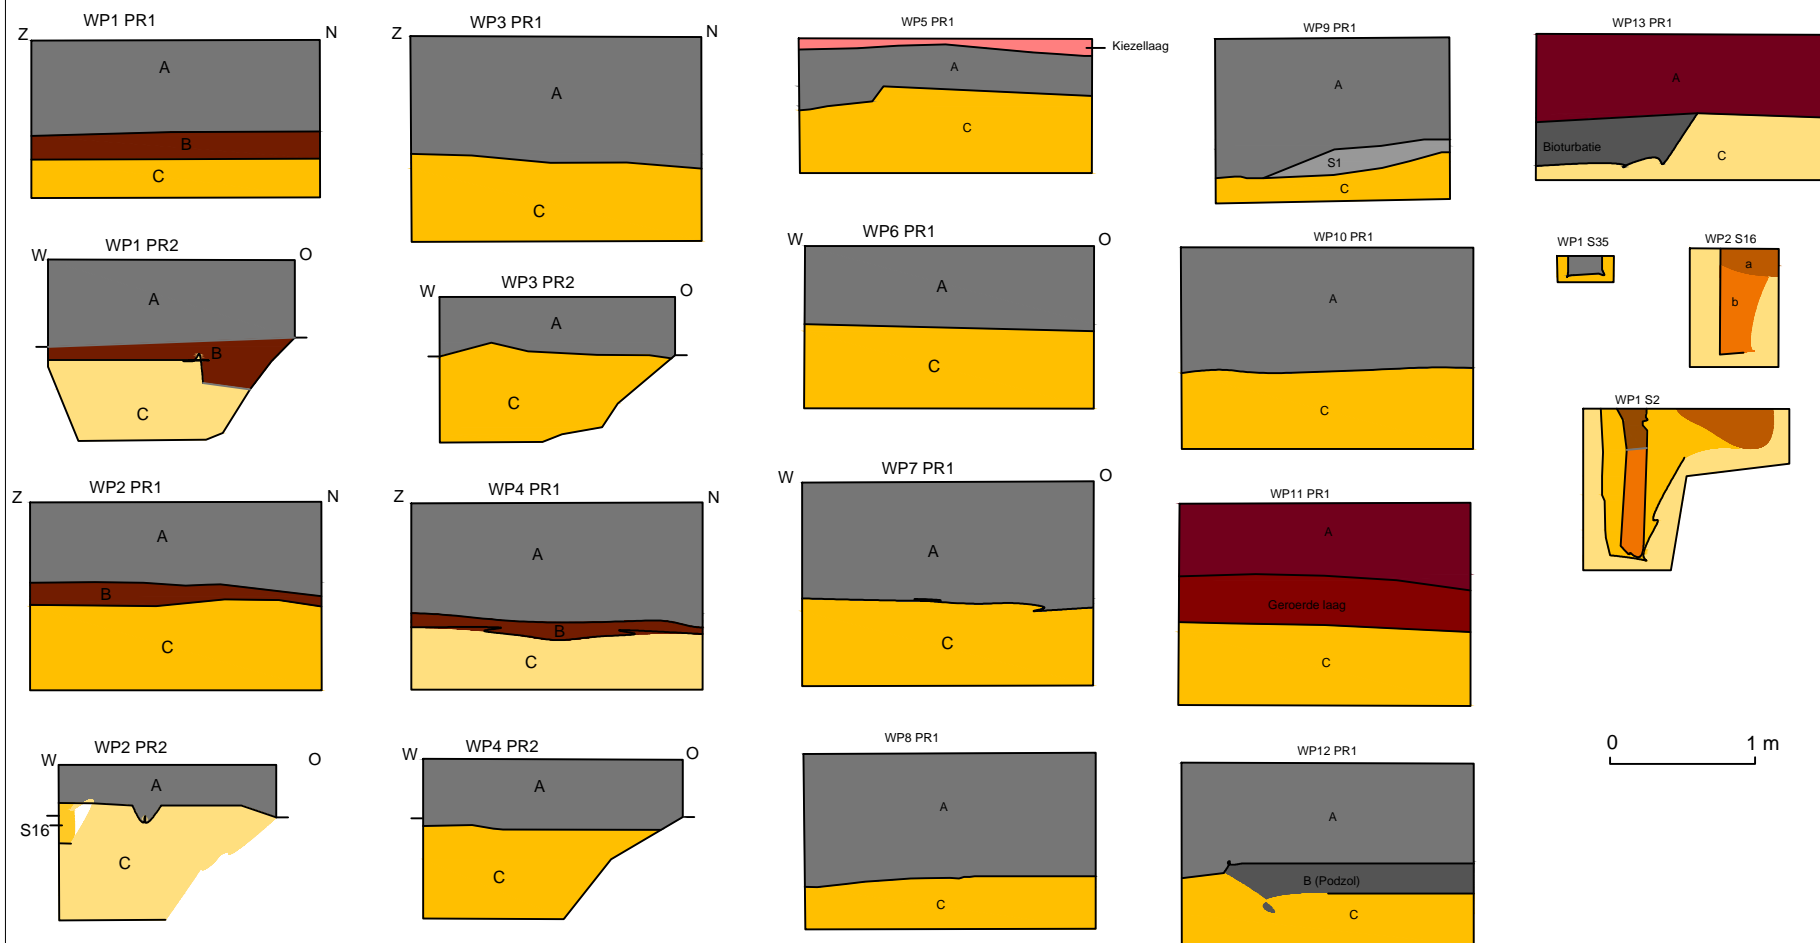 WP1 PR1
Z N
A
B
C
WP1 PR2
W O
A
B
C
WP2 PR1
Z N
A
B
C
WP2 PR2
W O
A
S16
C
WP3 PR1
Z N
A
C
WP3 PR2
W O
A
C
WP4 PR1
Z N
A
B
C
WP4 PR2
W O
A
C
WP5 PR1
Kiezellaag
A
C
WP6 PR1
W O
A
C
WP7 PR1
W O
A
C
WP8 PR1
A
C
WP9 PR1
A
S1
C
WP10 PR1
A
C
WP11 PR1
A
Geroerde laag
C
WP12 PR1
A
B (Podzol)
C
WP13 PR1
A
Bioturbatie
C
WP1 S35
WP2 S16
a
b
WP1 S2
0 1 m